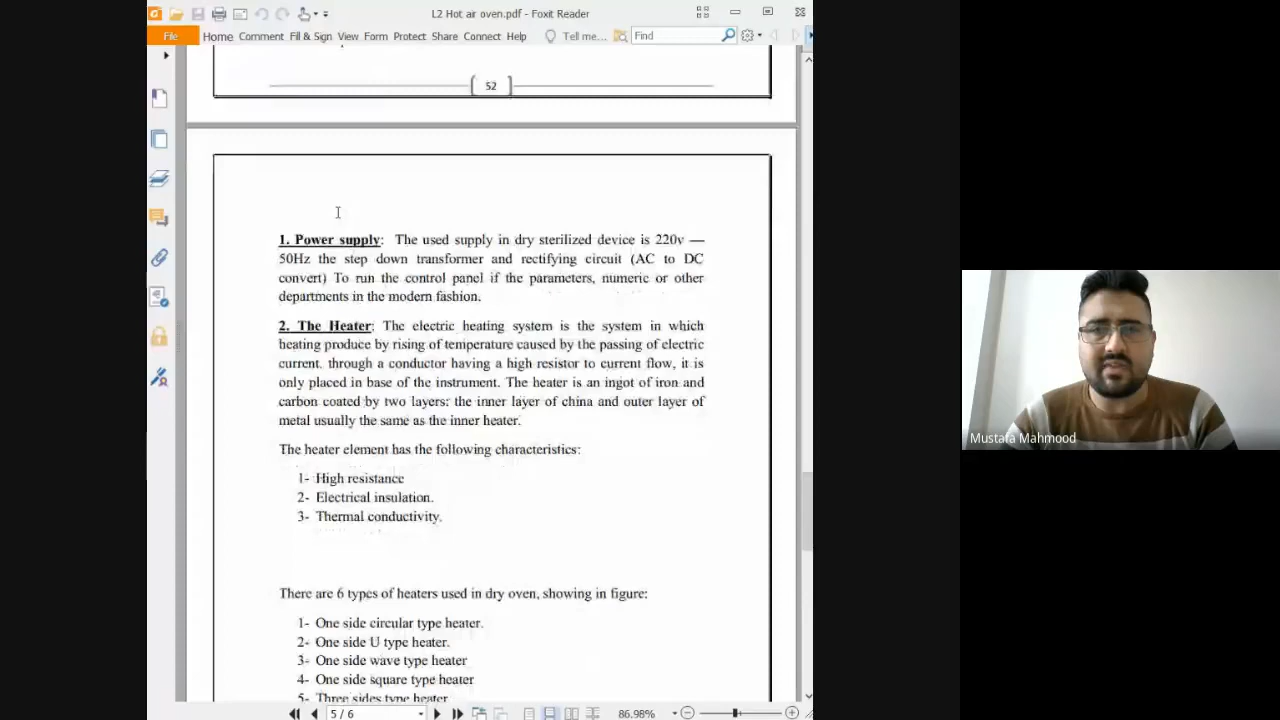 L2 Hot air oven.pdf - Foxit Reader
File Home Comment Fill & Sign View Form Protect Share Connect Help Tell me... Find
52
1. Power supply: The used supply in dry sterilized device is 220v —
50Hz the step down transformer and rectifying circuit (AC to DC
convert) To run the control panel if the parameters, numeric or other
departments in the modern fashion.
2. The Heater: The electric heating system is the system in which
heating produce by rising of temperature caused by the passing of electric
current. through a conductor having a high resistor to current flow, it is
only placed in base of the instrument. The heater is an ingot of iron and
carbon coated by two layers: the inner layer of china and outer layer of
metal usually the same as the inner heater.
The heater element has the following characteristics:
1- High resistance
2- Electrical insulation.
3- Thermal conductivity.
There are 6 types of heaters used in dry oven, showing in figure:
1- One side circular type heater.
2- One side U type heater.
3- One side wave type heater
4- One side square type heater
5- Three sides type heater
5 / 6
86.98%
Mustafa Mahmood